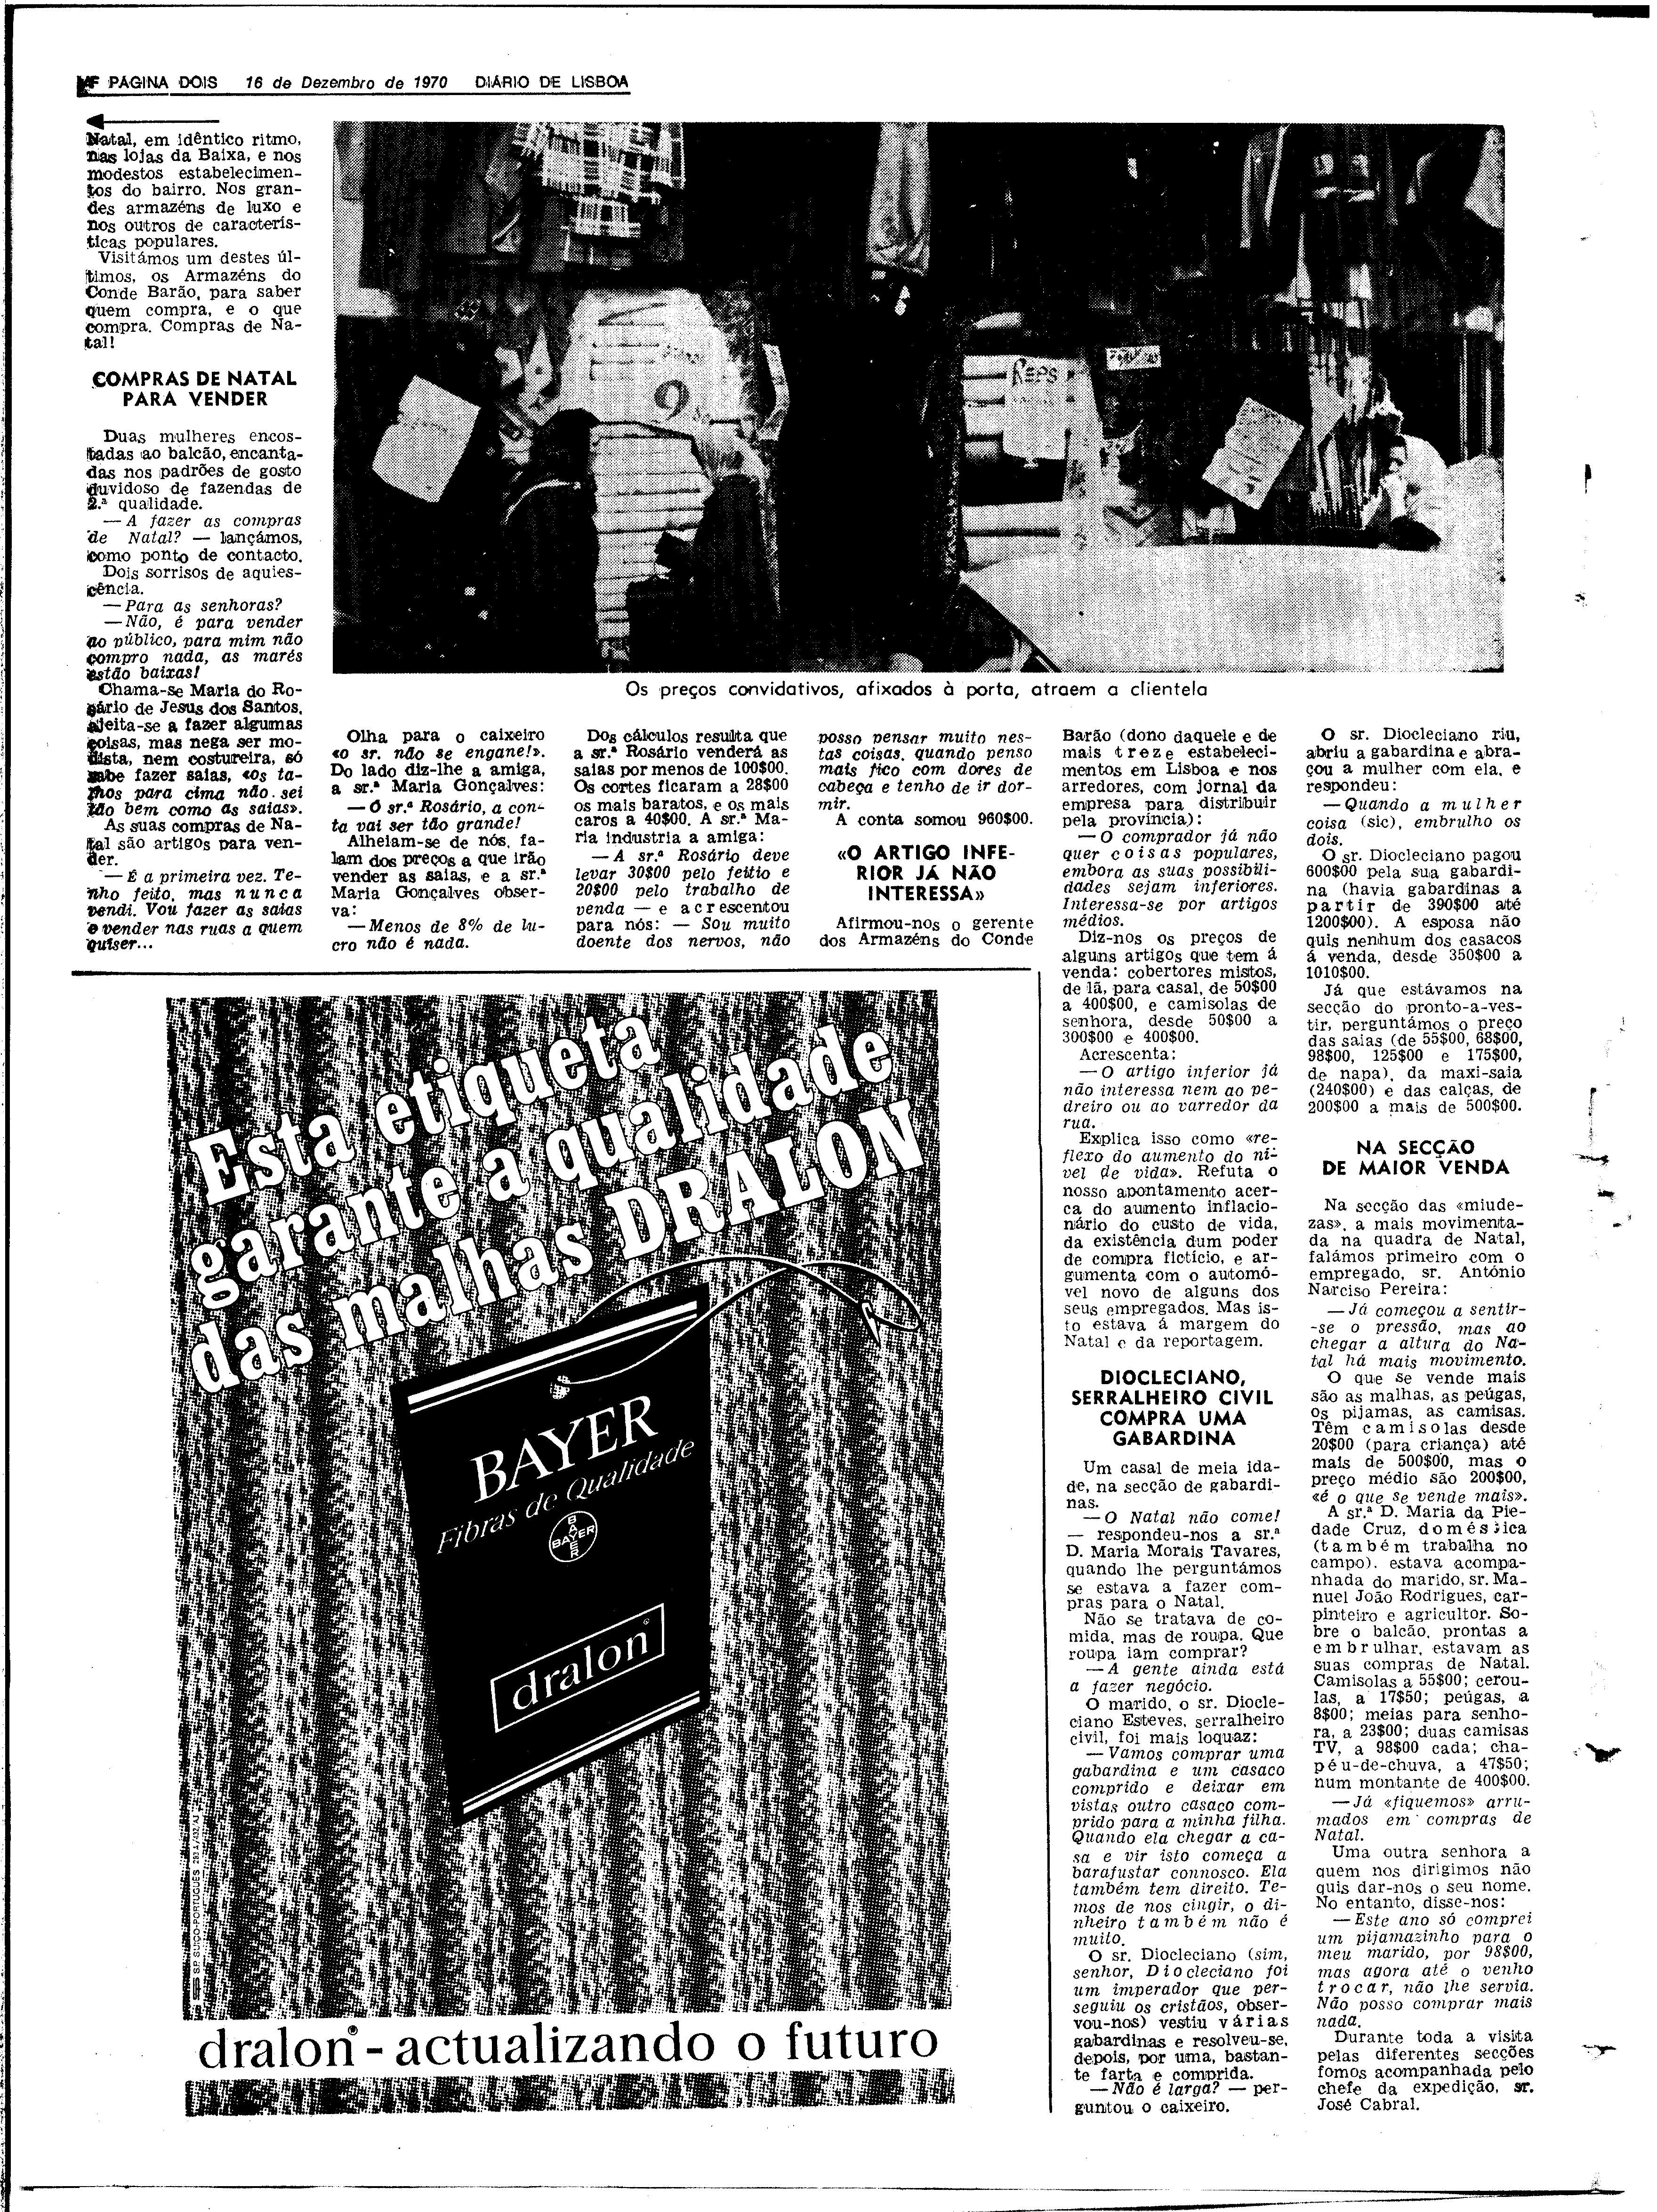 MF PÁGINA DOIS 16 de Dezembro de 1970 DIÁRIO DE LISBOA
Natal, em idêntico ritmo,
nas lojas da Baixa, e nos
modestos estabelecimen-
tos do bairro. Nos gran-
des armazéns de luxo e
nos outros de caracterís-
ticas populares.
Visitámos um destes úl-
timos, os Armazéns do
Conde Barão, para saber
quem compra, e o que
compra. Compras de Na-
tal!
COMPRAS DE NATAL
PARA VENDER
Duas mulheres encos-
tadas ao balcão, encanta-
das nos padrões de gosto
duvidoso de fazendas de
2.ª qualidade.
— A fazer as compras
de Natal? — lançámos,
como ponto de contacto.
Dois sorrisos de aquies-
cência.
— Para as senhoras?
— Não, é para vender
ao público, para mim não
compro nada, as marés
estão baixas!
Chama-se Maria do Ro-
sário de Jesus dos Santos,
ajeita-se a fazer algumas
coisas, mas nega ser mo-
dista, nem costureira, só
sabe fazer saias, «os ta-
lhos para cima não sei
tão bem como as saias».
As suas compras de Na-
tal são artigos para ven-
der.
— É a primeira vez. Te-
nho feito, mas nunca
vendi. Vou fazer as saias
e vender nas ruas a quem
quiser...
9
REPS
POPULAR
Os preços convidativos, afixados à porta, atraem a clientela
Olha para o caixeiro
«o sr. não se engane!».
Do lado diz-lhe a amiga,
a sr.ª Maria Gonçalves:
— Ó sr.ª Rosário, a con-
ta vai ser tão grande!
Alheiam-se de nós, fa-
lam dos preços a que irão
vender as saias, e a sr.ª
Maria Gonçalves obser-
va:
— Menos de 8% de lu-
cro não é nada.
Dos cálculos resulta que
a sr.ª Rosário venderá as
saias por menos de 100$00.
Os cortes ficaram a 28$00
os mais baratos, e os mais
caros a 40$00. A sr.ª Ma-
ria industria a amiga:
— A sr.ª Rosário deve
levar 30$00 pelo feitio e
20$00 pelo trabalho de
venda — e acrescentou
para nós: — Sou muito
doente dos nervos, não
posso pensar muito nes-
tas coisas, quando penso
mais fico com dores de
cabeça e tenho de ir dor-
mir.
A conta somou 960$00.
«O ARTIGO INFE-
RIOR JÁ NÃO
INTERESSA»
Afirmou-nos o gerente
dos Armazéns do Conde
Barão (dono daquele e de
mais treze estabeleci-
mentos em Lisboa e nos
arredores, com jornal da
empresa para distribuir
pela província):
— O comprador já não
quer coisas populares,
embora as suas possibili-
dades sejam inferiores.
Interessa-se por artigos
médios.
Diz-nos os preços de
alguns artigos que tem á
venda: cobertores mistos,
de lã, para casal, de 50$00
a 400$00, e camisolas de
senhora, desde 50$00 a
300$00 e 400$00.
Acrescenta:
— O artigo inferior já
não interessa nem ao pe-
dreiro ou ao varredor da
rua.
Explica isso como «re-
flexo do aumento do ní-
vel de vida». Refuta o
nosso apontamento acer-
ca do aumento inflacio-
nário do custo de vida,
da existência dum poder
de compra fictício, e ar-
gumenta com o automó-
vel novo de alguns dos
seus empregados. Mas is-
to estava á margem do
Natal e da reportagem.
DIOCLECIANO,
SERRALHEIRO CIVIL
COMPRA UMA
GABARDINA
Um casal de meia ida-
de, na secção de gabardi-
nas.
— O Natal não come!
— respondeu-nos a sr.ª
D. Maria Morais Tavares,
quando lhe perguntámos
se estava a fazer com-
pras para o Natal.
Não se tratava de co-
mida, mas de roupa. Que
roupa iam comprar?
— A gente ainda está
a fazer negócio.
O marido, o sr. Diocle-
ciano Esteves, serralheiro
civil, foi mais loquaz:
— Vamos comprar uma
gabardina e um casaco
comprido e deixar em
vistas outro casaco com-
prido para a minha filha.
Quando ela chegar a ca-
sa e vir isto começa a
barafustar connosco. Ela
também tem direito. Te-
mos de nos cingir, o di-
nheiro também não é
muito.
O sr. Diocleciano (sim,
senhor, Diocleciano foi
um imperador que per-
seguiu os cristãos, obser-
vou-nos) vestiu várias
gabardinas e resolveu-se,
depois, por uma, bastan-
te farta e comprida.
— Não é larga? — per-
guntou o caixeiro.
O sr. Diocleciano riu,
abriu a gabardina e abra-
çou a mulher com ela, e
respondeu:
— Quando a mulher
coisa (sic), embrulho os
dois.
O sr. Diocleciano pagou
600$00 pela sua gabardi-
na (havia gabardinas a
partir de 390$00 até
1200$00). A esposa não
quis nenhum dos casacos
á venda, desde 350$00 a
1010$00.
Já que estávamos na
secção do pronto-a-ves-
tir, perguntámos o preço
das saias (de 55$00, 68$00,
98$00, 125$00 e 175$00,
de napa), da maxi-saia
(240$00) e das calças, de
200$00 a mais de 500$00.
NA SECÇÃO
DE MAIOR VENDA
Na secção das «miude-
zas», a mais movimenta-
da na quadra de Natal,
falámos primeiro com o
empregado, sr. António
Narciso Pereira:
— Já começou a sentir-
-se o pressão, mas ao
chegar a altura do Na-
tal há mais movimento.
O que se vende mais
são as malhas, as peúgas,
os pijamas, as camisas.
Têm camisolas desde
20$00 (para criança) até
mais de 500$00, mas o
preço médio são 200$00,
«é o que se vende mais».
A sr.ª D. Maria da Pie-
dade Cruz, doméstica
(também trabalha no
campo), estava acompa-
nhada do marido, sr. Ma-
nuel João Rodrigues, car-
pinteiro e agricultor. So-
bre o balcão, prontas a
embrulhar, estavam as
suas compras de Natal.
Camisolas a 55$00; cerou-
las, a 17$50; peúgas, a
8$00; meias para senho-
ra, a 23$00; duas camisas
TV, a 98$00 cada; cha-
péu-de-chuva, a 47$50;
num montante de 400$00.
— Já «fiquemos» arru-
mados em compras de
Natal.
Uma outra senhora a
quem nos dirigimos não
quis dar-nos o seu nome.
No entanto, disse-nos:
— Este ano só comprei
um pijamazinho para o
meu marido, por 98$00,
mas agora até o venho
trocar, não lhe servia.
Não posso comprar mais
nada.
Durante toda a visita
pelas diferentes secções
fomos acompanhada pelo
chefe da expedição, sr.
José Cabral.
Esta etiqueta
garante a qualidade
das malhas DRALON
BAYER
Fibras de Qualidade
BAYER
BAYER
dralon®
SP SUIÇO-PORTUGUÊS
dralon® - actualizando o futuro